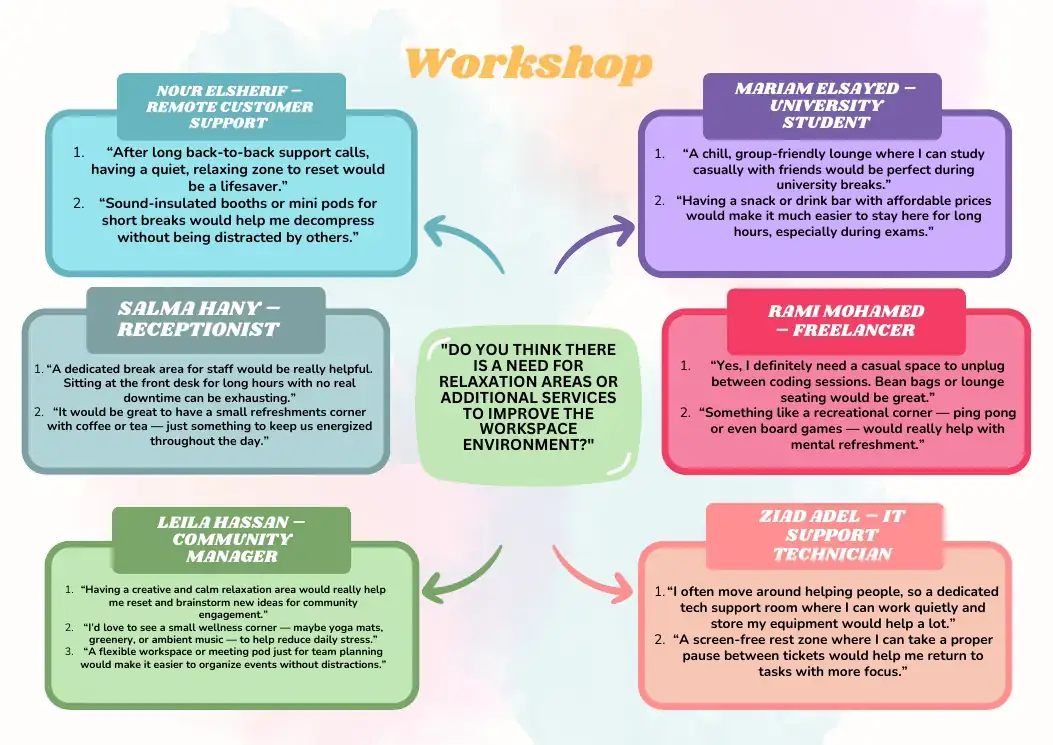 Workshop
NOUR ELSHERIF –
REMOTE CUSTOMER
SUPPORT
1. “After long back-to-back support calls,
having a quiet, relaxing zone to reset would
be a lifesaver.”
2. “Sound-insulated booths or mini pods for
short breaks would help me decompress
without being distracted by others.”
MARIAM ELSAYED –
UNIVERSITY
STUDENT
1. “A chill, group-friendly lounge where I can study
casually with friends would be perfect during
university breaks.”
2. “Having a snack or drink bar with affordable prices
would make it much easier to stay here for long
hours, especially during exams.”
SALMA HANY –
RECEPTIONIST
1. “A dedicated break area for staff would be really helpful.
Sitting at the front desk for long hours with no real
downtime can be exhausting.”
2. “It would be great to have a small refreshments corner
with coffee or tea — just something to keep us energized
throughout the day.”
"DO YOU THINK THERE
IS A NEED FOR
RELAXATION AREAS OR
ADDITIONAL SERVICES
TO IMPROVE THE
WORKSPACE
ENVIRONMENT?"
RAMI MOHAMED
– FREELANCER
1. “Yes, I definitely need a casual space to unplug
between coding sessions. Bean bags or lounge
seating would be great.”
2. “Something like a recreational corner — ping pong
or even board games — would really help with
mental refreshment.”
LEILA HASSAN –
COMMUNITY
MANAGER
1. “Having a creative and calm relaxation area would really help
me reset and brainstorm new ideas for community
engagement.”
2. “I’d love to see a small wellness corner — maybe yoga mats,
greenery, or ambient music — to help reduce daily stress.”
3. “A flexible workspace or meeting pod just for team planning
would make it easier to organize events without distractions.”
ZIAD ADEL – IT
SUPPORT
TECHNICIAN
1. “I often move around helping people, so a dedicated
tech support room where I can work quietly and
store my equipment would help a lot.”
2. “A screen-free rest zone where I can take a proper
pause between tickets would help me return to
tasks with more focus.”